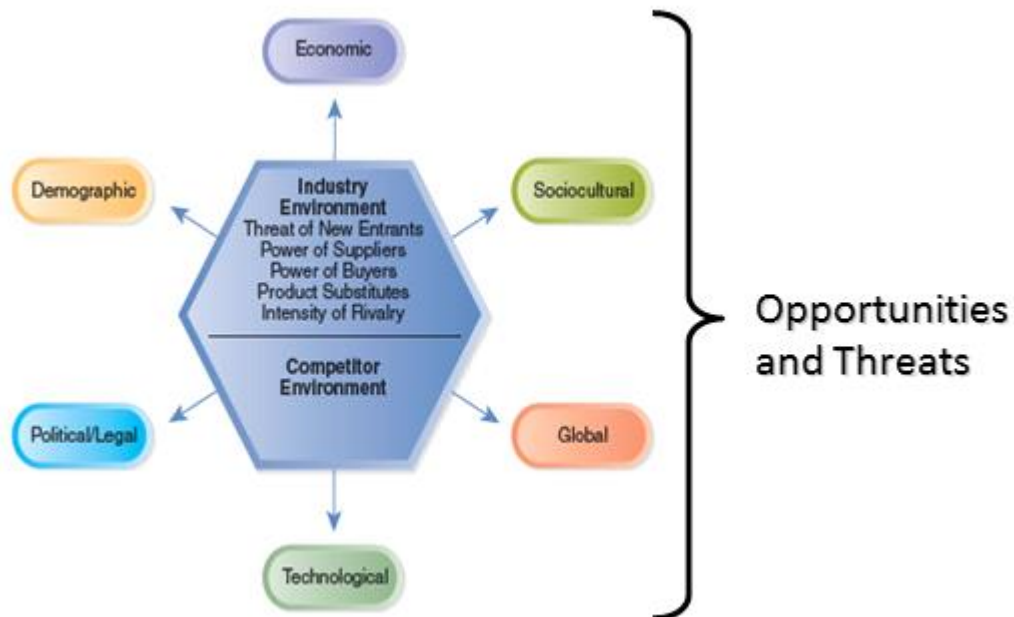 Economic
Demographic
Sociocultural
Industry
Environment
Threat of New Entrants
Power of Suppliers
Power of Buyers
Product Substitutes
Intensity of Rivalry
Competitor
Environment
Opportunities
and Threats
Political/Legal
Global
Technological